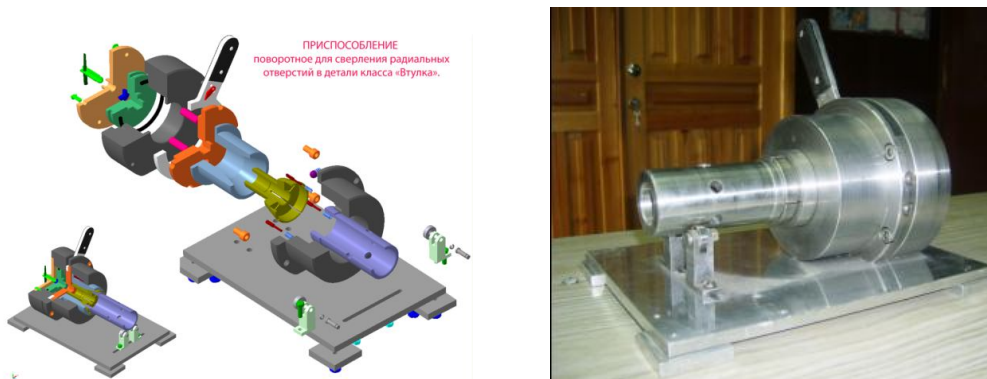 ПРИСПОСОБЛЕНИЕ
поворотное для сверления радиальных
отверстий в детали класса «Втулка».